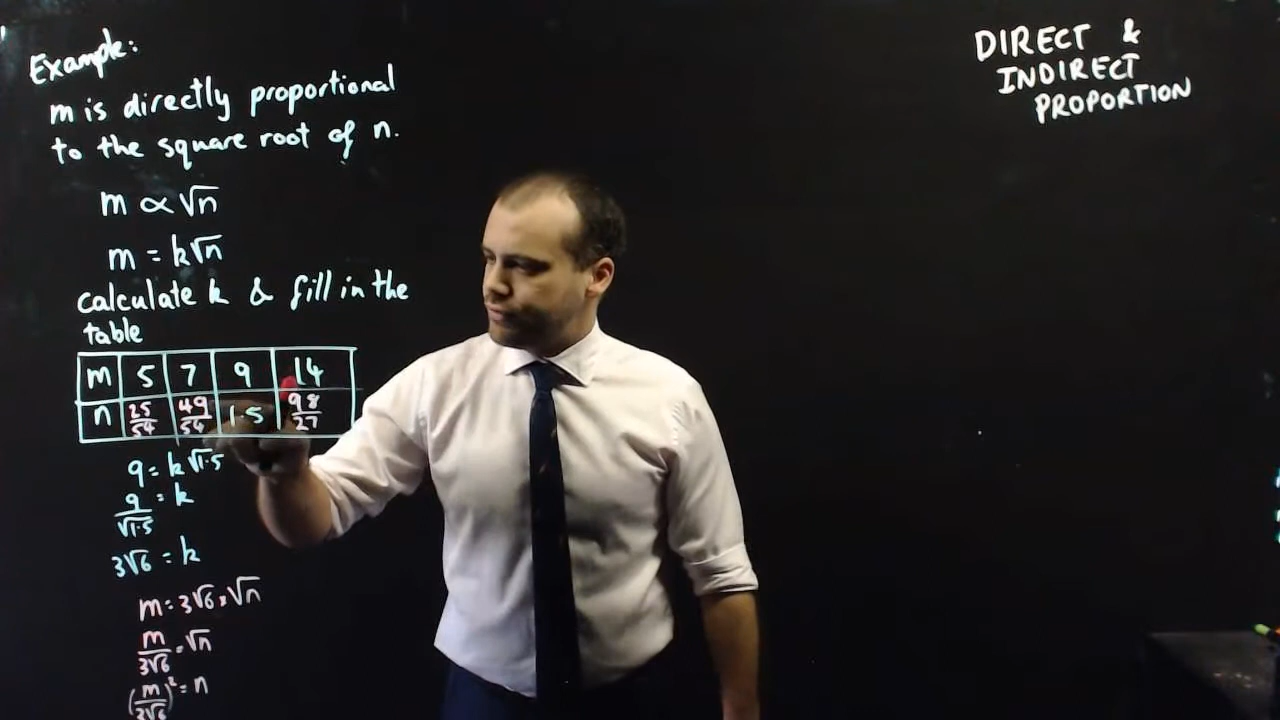 Example:
m is directly proportional
to the square root of n.
m ∝ √n
m = k√n
calculate k & fill in the
table
m 5 7 9 14
n 25/54 49/54 1.5 98/27
9 = k√1.5
9/√1.5 = k
3√6 = k
m = 3√6 × √n
m/3√6 = √n
(m/3√6)² = n
DIRECT &
INDIRECT
PROPORTION